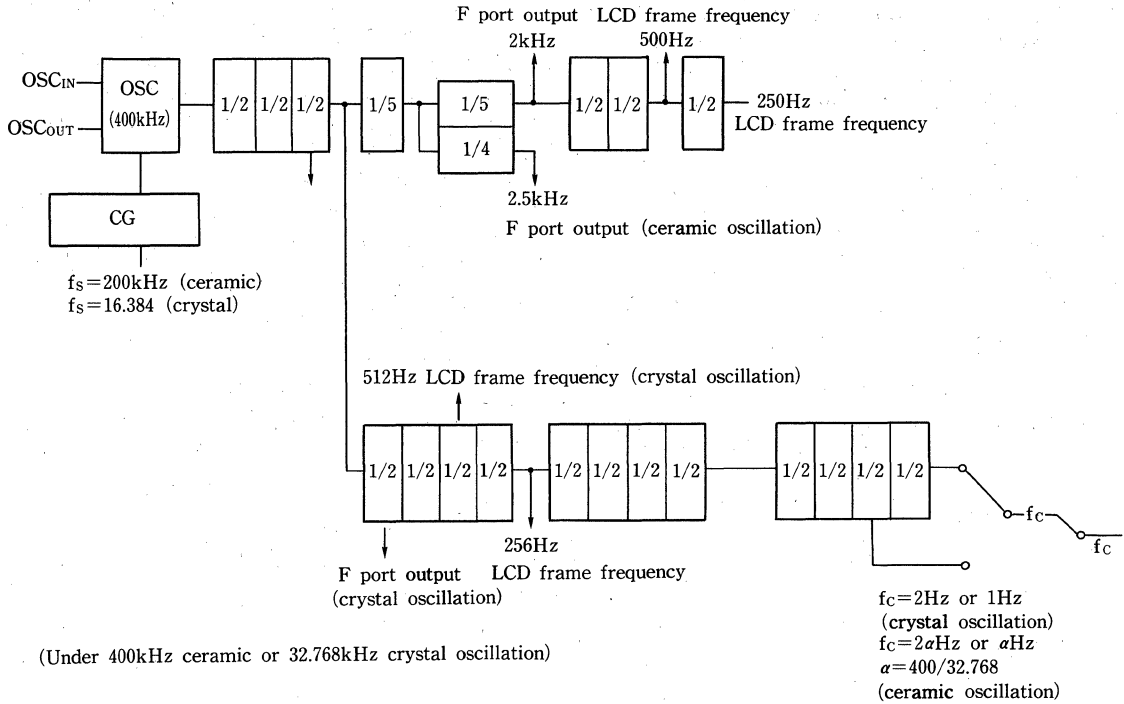 F port output LCD frame frequency
2kHz 500Hz
OSCIN
OSCOUT
OSC
(400kHz)
1/2 1/2 1/2
1/5
1/5
1/4
1/2 1/2
1/2
250Hz
LCD frame frequency
2.5kHz
F port output (ceramic oscillation)
CG
fs=200kHz (ceramic)
fs=16.384 (crystal)
512Hz LCD frame frequency (crystal oscillation)
1/2 1/2 1/2 1/2
1/2 1/2 1/2 1/2
1/2 1/2 1/2 1/2
fc
fc
256Hz
F port output LCD frame frequency
(crystal oscillation)
fc=2Hz or 1Hz
(crystal oscillation)
fc=2αHz or αHz
α=400/32.768
(ceramic oscillation)
(Under 400kHz ceramic or 32.768kHz crystal oscillation)